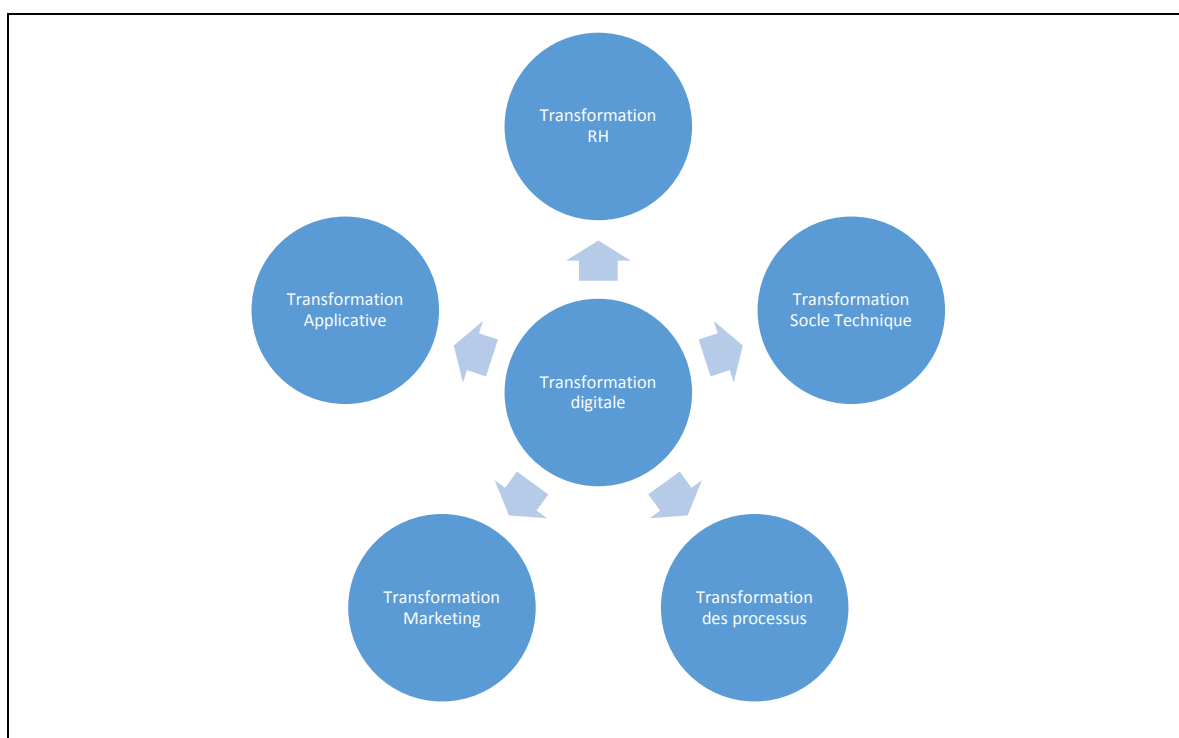 Transformation
RH
Transformation
Applicative
Transformation
Socle Technique
Transformation
digitale
Transformation
Marketing
Transformation
des processus